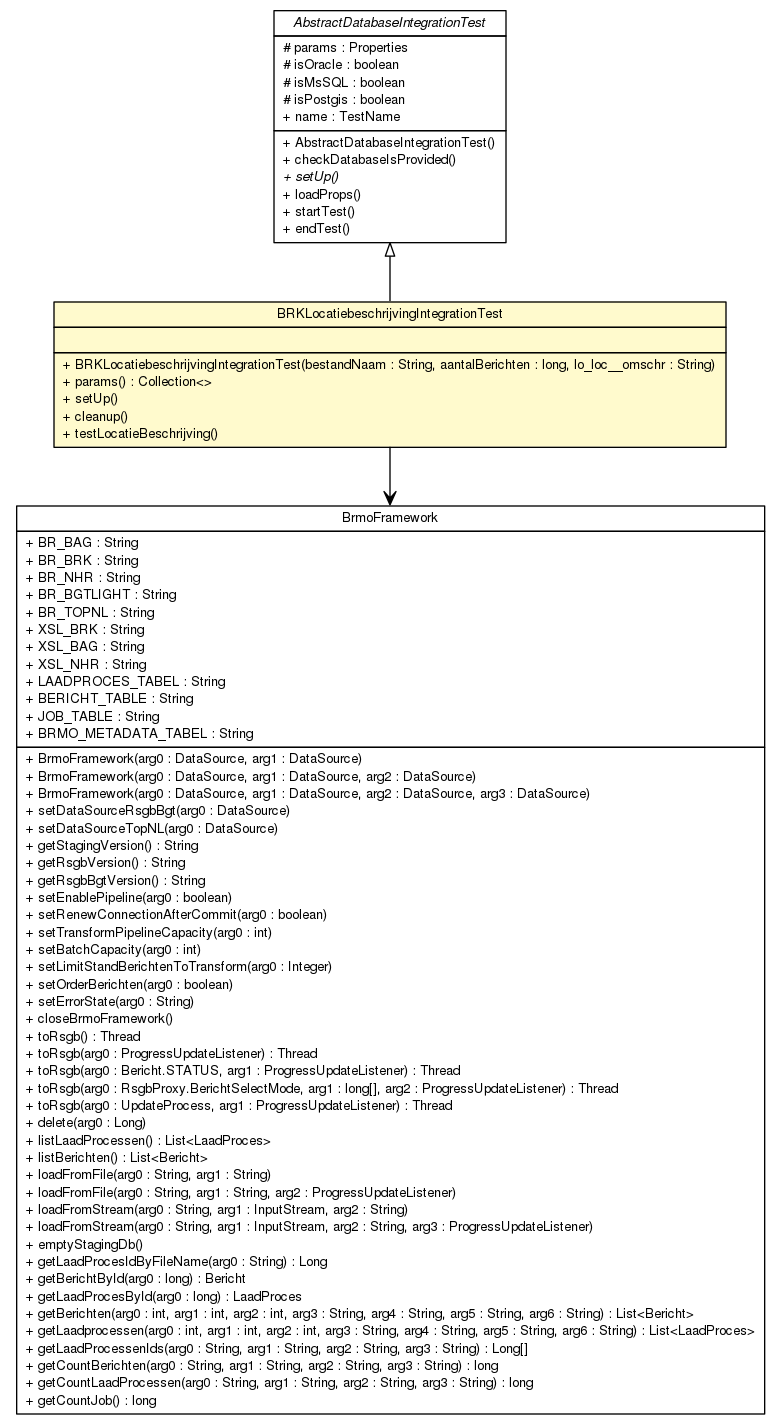 AbstractDatabaseIntegrationTest
# params : Properties
# isOracle : boolean
# isMsSQL : boolean
# isPostgis : boolean
+ name : TestName
+ AbstractDatabaseIntegrationTest()
+ checkDatabaseIsProvided()
+ setUp()
+ loadProps()
+ startTest()
+ endTest()
BRKLocatiebeschrijvingIntegrationTest
+ BRKLocatiebeschrijvingIntegrationTest(bestandNaam : String, aantalBerichten : long, lo_loc__omschr : String)
+ params() : Collection<>
+ setUp()
+ cleanup()
+ testLocatieBeschrijving()
BrmoFramework
+ BR_BAG : String
+ BR_BRK : String
+ BR_NHR : String
+ BR_BGTLIGHT : String
+ BR_TOPNL : String
+ XSL_BRK : String
+ XSL_BAG : String
+ XSL_NHR : String
+ LAADPROCES_TABEL : String
+ BERICHT_TABLE : String
+ JOB_TABLE : String
+ BRMO_METADATA_TABEL : String
+ BrmoFramework(arg0 : DataSource, arg1 : DataSource)
+ BrmoFramework(arg0 : DataSource, arg1 : DataSource, arg2 : DataSource)
+ BrmoFramework(arg0 : DataSource, arg1 : DataSource, arg2 : DataSource, arg3 : DataSource)
+ setDataSourceRsgbBgt(arg0 : DataSource)
+ setDataSourceTopNL(arg0 : DataSource)
+ getStagingVersion() : String
+ getRsgbVersion() : String
+ getRsgbBgtVersion() : String
+ setEnablePipeline(arg0 : boolean)
+ setRenewConnectionAfterCommit(arg0 : boolean)
+ setTransformPipelineCapacity(arg0 : int)
+ setBatchCapacity(arg0 : int)
+ setLimitStandBerichtenToTransform(arg0 : Integer)
+ setOrderBerichten(arg0 : boolean)
+ setErrorState(arg0 : String)
+ closeBrmoFramework()
+ toRsgb() : Thread
+ toRsgb(arg0 : ProgressUpdateListener) : Thread
+ toRsgb(arg0 : Bericht.STATUS, arg1 : ProgressUpdateListener) : Thread
+ toRsgb(arg0 : RsgbProxy.BerichtSelectMode, arg1 : long[], arg2 : ProgressUpdateListener) : Thread
+ toRsgb(arg0 : UpdateProcess, arg1 : ProgressUpdateListener) : Thread
+ delete(arg0 : Long)
+ listLaadProcessen() : List<LaadProces>
+ listBerichten() : List<Bericht>
+ loadFromFile(arg0 : String, arg1 : String)
+ loadFromFile(arg0 : String, arg1 : String, arg2 : ProgressUpdateListener)
+ loadFromStream(arg0 : String, arg1 : InputStream, arg2 : String)
+ loadFromStream(arg0 : String, arg1 : InputStream, arg2 : String, arg3 : ProgressUpdateListener)
+ emptyStagingDb()
+ getLaadProcesIdByFileName(arg0 : String) : Long
+ getBerichtById(arg0 : long) : Bericht
+ getLaadProcesById(arg0 : long) : LaadProces
+ getBerichten(arg0 : int, arg1 : int, arg2 : int, arg3 : String, arg4 : String, arg5 : String, arg6 : String) : List<Bericht>
+ getLaadprocessen(arg0 : int, arg1 : int, arg2 : int, arg3 : String, arg4 : String, arg5 : String, arg6 : String) : List<LaadProces>
+ getLaadProcessenIds(arg0 : String, arg1 : String, arg2 : String, arg3 : String) : Long[]
+ getCountBerichten(arg0 : String, arg1 : String, arg2 : String, arg3 : String) : long
+ getCountLaadProcessen(arg0 : String, arg1 : String, arg2 : String, arg3 : String) : long
+ getCountJob() : long